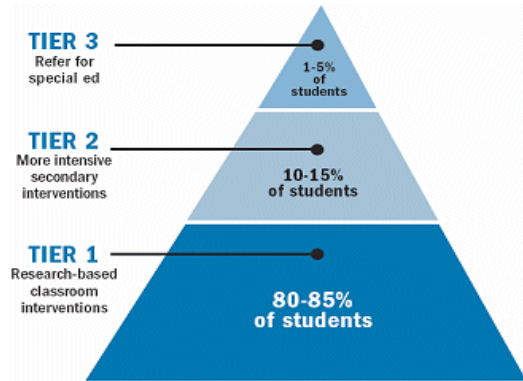 TIER 3
Refer for
special ed
1-5%
of
students
TIER 2
More intensive
secondary
interventions
10-15%
of students
TIER 1
Research-based
classroom
interventions
80-85%
of students